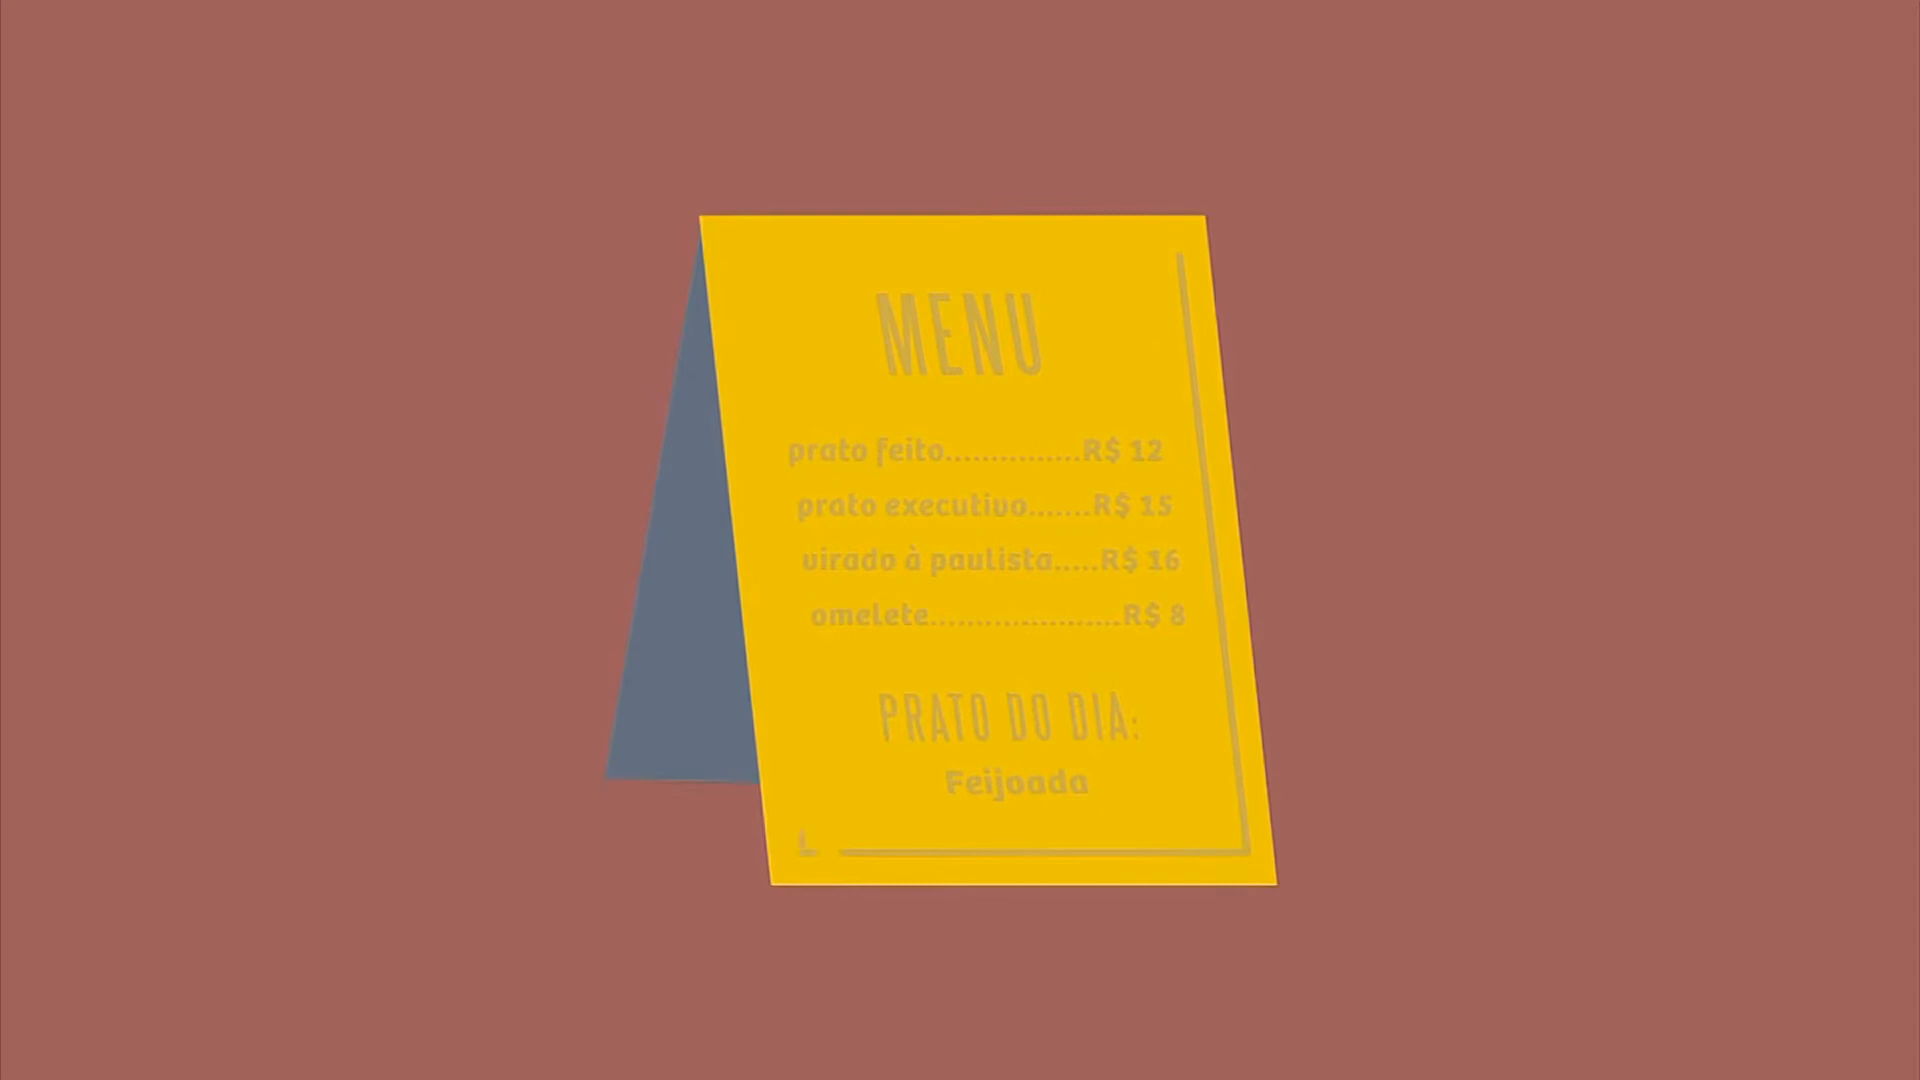 MENU
prato feito...............R$ 12
prato executivo.......R$ 15
virado à paulista.....R$ 16
omelete.....................R$ 8
PRATO DO DIA:
Feijoada